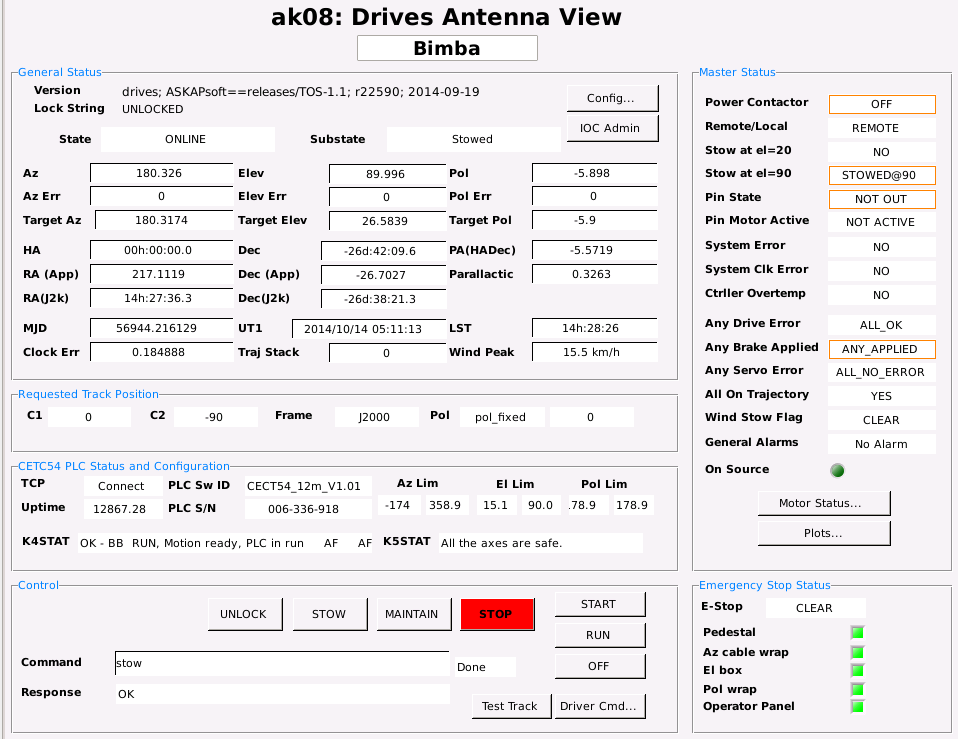 ak08: Drives Antenna View
Bimba
General Status
Version drives; ASKAPsoft==releases/TOS-1.1; r22590; 2014-09-19 Config...
Lock String UNLOCKED IOC Admin
State ONLINE Substate Stowed
Az 180.326 Elev 89.996 Pol -5.898
Az Err 0 Elev Err 0 Pol Err 0
Target Az 180.3174 Target Elev 26.5839 Target Pol -5.9
HA 00h:00:00.0 Dec -26d:42:09.6 PA(HADec) -5.5719
RA (App) 217.1119 Dec (App) -26.7027 Parallactic 0.3263
RA(J2k) 14h:27:36.3 Dec(J2k) -26d:38:21.3
MJD 56944.216129 UT1 2014/10/14 05:11:13 LST 14h:28:26
Clock Err 0.184888 Traj Stack 0 Wind Peak 15.5 km/h
Requested Track Position
C1 0 C2 -90 Frame J2000 Pol pol_fixed 0
CETC54 PLC Status and Configuration
TCP Connect PLC Sw ID CECT54_12m_V1.01 Az Lim El Lim Pol Lim
Uptime 12867.28 PLC S/N 006-336-918 -174 358.9 15.1 90.0 .78.9 178.9
K4STAT OK - BB RUN, Motion ready, PLC in run AF AF K5STAT All the axes are safe.
Control
UNLOCK STOW MAINTAIN STOP START
RUN
Command stow Done OFF
Response OK
Test Track Driver Cmd...
Master Status
Power Contactor OFF
Remote/Local REMOTE
Stow at el=20 NO
Stow at el=90 STOWED@90
Pin State NOT OUT
Pin Motor Active NOT ACTIVE
System Error NO
System Clk Error NO
Ctrller Overtemp NO
Any Drive Error ALL_OK
Any Brake Applied ANY_APPLIED
Any Servo Error ALL_NO_ERROR
All On Trajectory YES
Wind Stow Flag CLEAR
General Alarms No Alarm
On Source
Motor Status...
Plots...
Emergency Stop Status
E-Stop CLEAR
Pedestal
Az cable wrap
El box
Pol wrap
Operator Panel